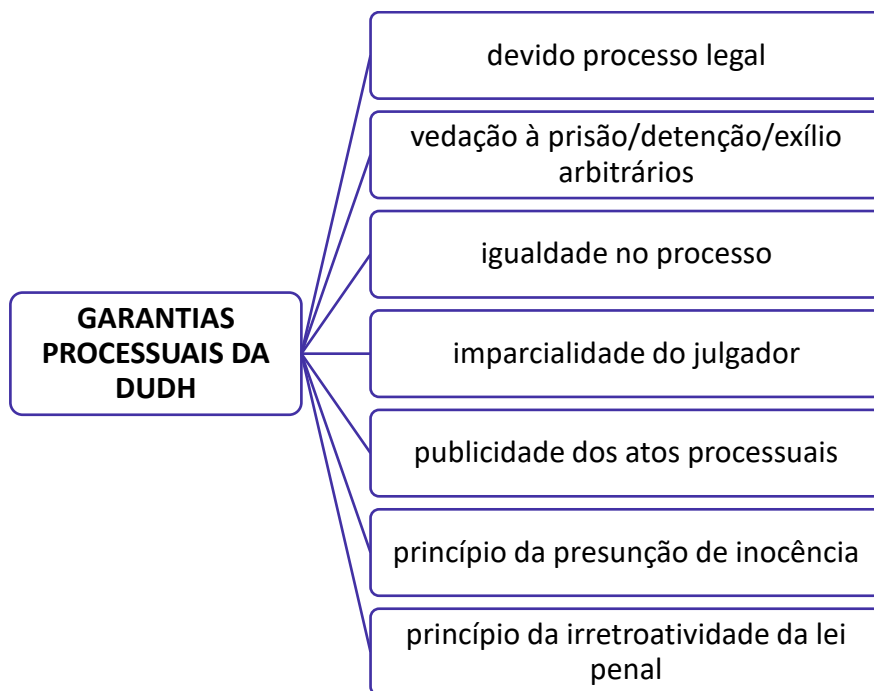 GARANTIAS
PROCESSUAIS DA
DUDH
devido processo legal
vedação à prisão/detenção/exílio
arbitrários
igualdade no processo
imparcialidade do julgador
publicidade dos atos processuais
princípio da presunção de inocência
princípio da irretroatividade da lei
penal